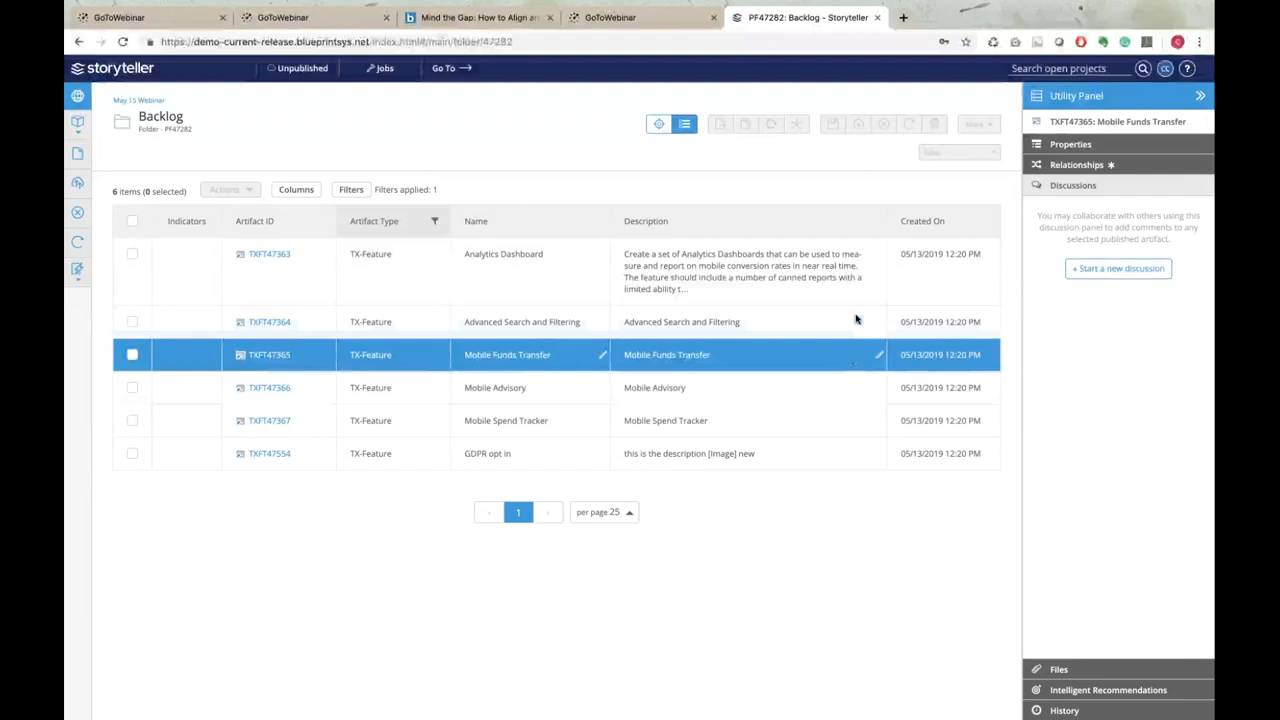 GoToWebinar
GoToWebinar
Mind the Gap: How to Align an
GoToWebinar
PF47282: Backlog - Storyteller
https://demo-current-release.blueprintsys.net/index.html#/main/folder/47282
storyteller
Unpublished
Jobs
Go To
Search open projects
CC
?
May 15 Webinar
Backlog
Folder - PF47282
More
6 items (0 selected)
Actions
Columns
Filters
Filters applied: 1
Indicators Artifact ID Artifact Type Name Description Created On
TXFT47363 TX-Feature Analytics Dashboard Create a set of Analytics Dashboards that can be used to mea- 05/13/2019 12:20 PM
sure and report on mobile conversion rates in near real time.
The feature should include a number of canned reports with a
limited ability t...
TXFT47364 TX-Feature Advanced Search and Filtering Advanced Search and Filtering 05/13/2019 12:20 PM
TXFT47365 TX-Feature Mobile Funds Transfer Mobile Funds Transfer 05/13/2019 12:20 PM
TXFT47366 TX-Feature Mobile Advisory Mobile Advisory 05/13/2019 12:20 PM
TXFT47367 TX-Feature Mobile Spend Tracker Mobile Spend Tracker 05/13/2019 12:20 PM
TXFT47554 TX-Feature GDPR opt in this is the description [Image] new 05/13/2019 12:20 PM
1
per page 25
Utility Panel
TXFT47365: Mobile Funds Transfer
Properties
Relationships ✱
Discussions
You may collaborate with others using this
discussion panel to add comments to any
selected published artifact.
+ Start a new discussion
Files
Intelligent Recommendations
History